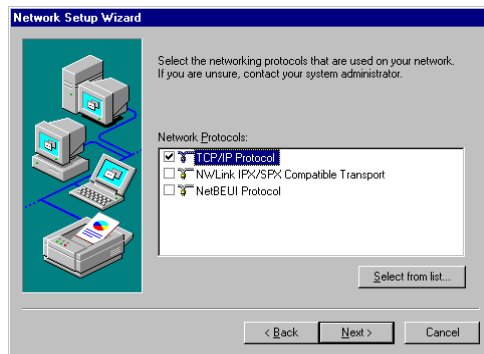 Network Setup Wizard
Select the networking protocols that are used on your network.
If you are unsure, contact your system administrator.
Network Protocols:
TCP/IP Protocol
NWLink IPX/SPX Compatible Transport
NetBEUI Protocol
Select from list...
< Back
Next >
Cancel